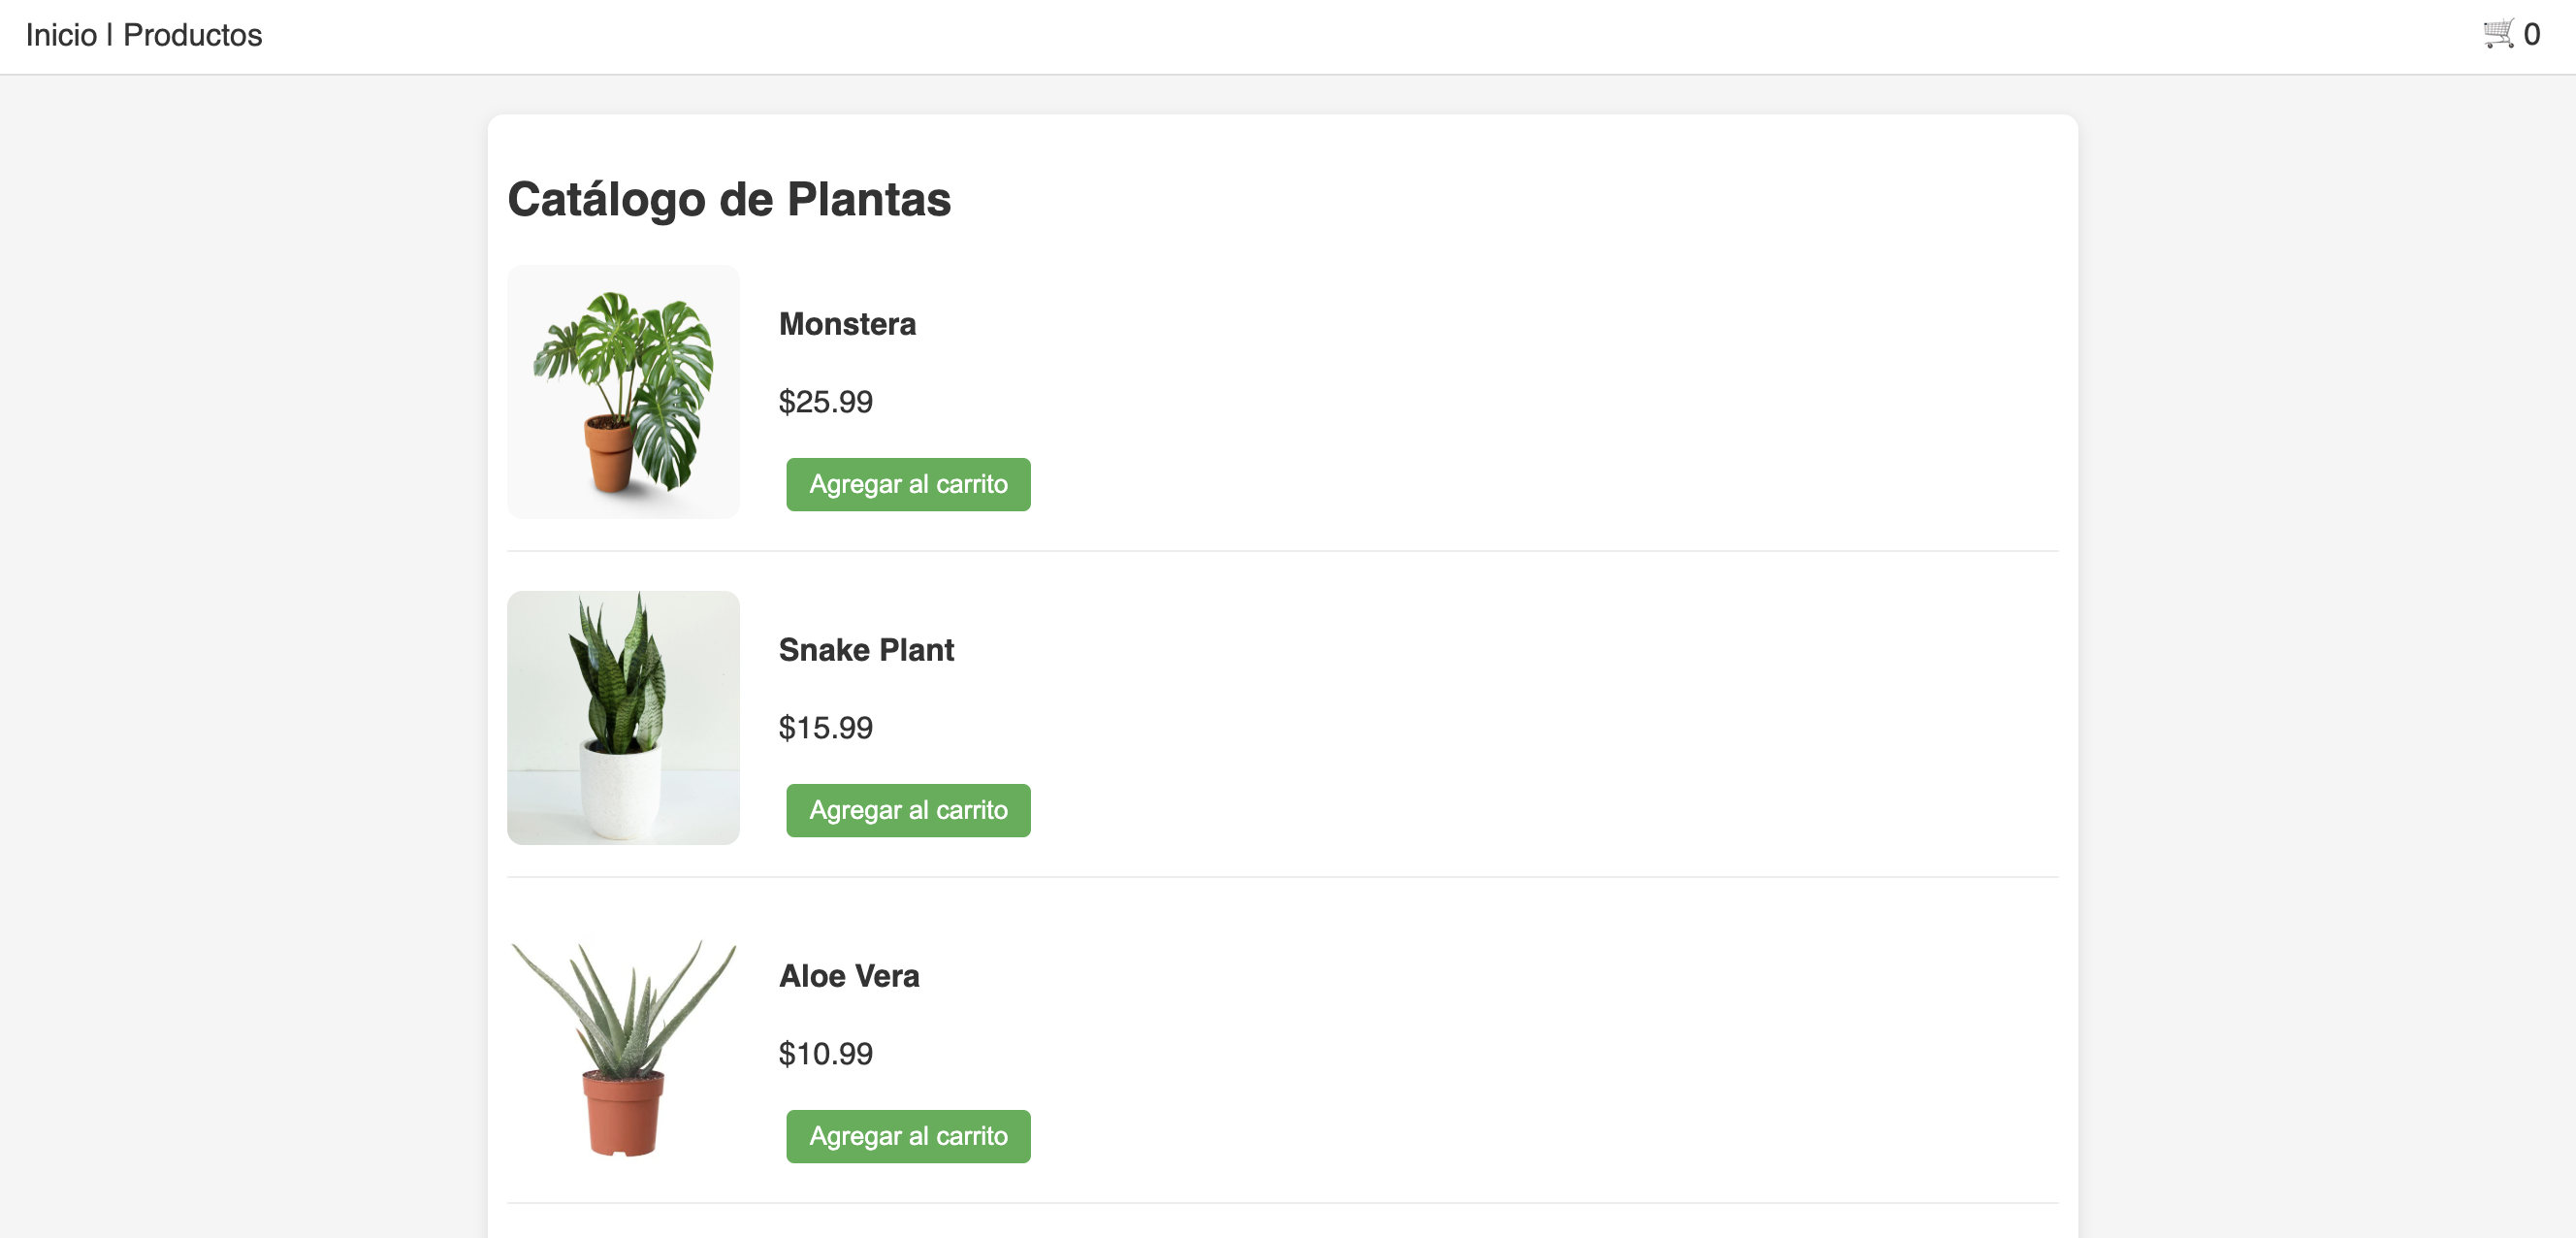 Inicio | Productos
0
Catálogo de Plantas
Monstera
$25.99
Agregar al carrito
Snake Plant
$15.99
Agregar al carrito
Aloe Vera
$10.99
Agregar al carrito